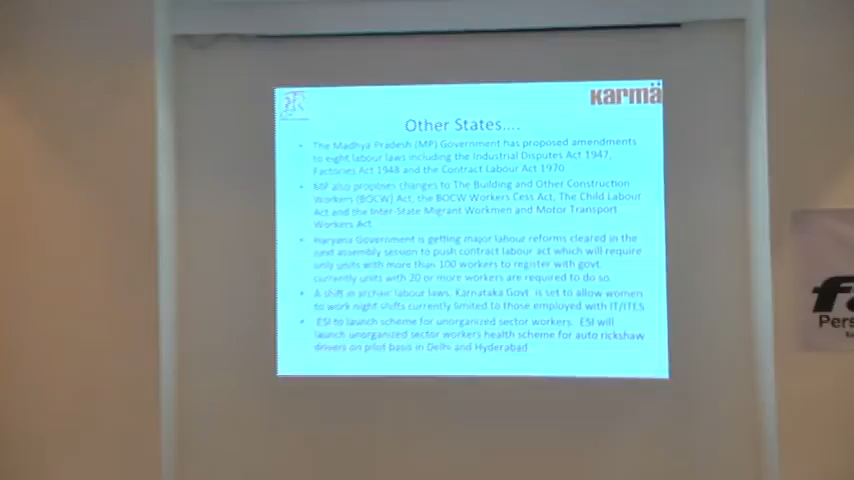 karmä
Other States....
• The Madhya Pradesh (MP) Government has proposed amendments
to eight labour laws including the Industrial Disputes Act 1947,
Factories Act 1948 and the Contract Labour Act 1970.
• MP also proposes changes to The Building and Other Construction
Workers (BOCW) Act, the BOCW Workers Cess Act, The Child Labour
Act and the Inter-State Migrant Workmen and Motor Transport
Workers Act
• Haryana Government is getting major labour reforms cleared in the
next assembly session to push contract labour act which will require
only units with more than 100 workers to register with govt.
currently units with 20 or more workers are required to do so.
• A shift in archaic labour laws, Karnataka Govt is set to allow women
to work night shifts currently limited to those employed with IT/ITES
• ESI to launch scheme for unorganized sector workers. ESI will
launch unorganized sector workers health scheme for auto rickshaw
drivers on pilot basis in Delhi and Hyderabad
Pers